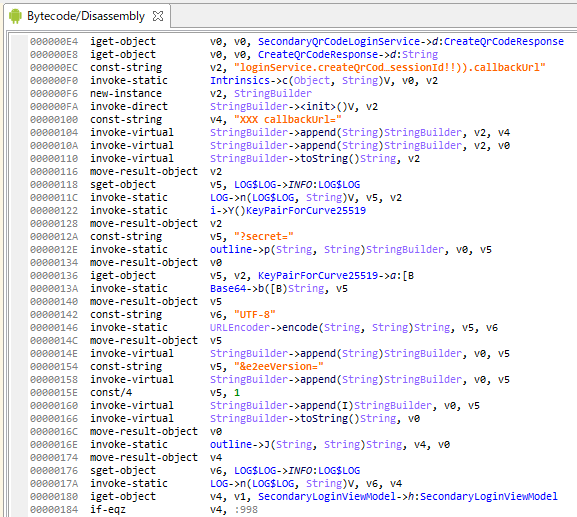 Bytecode/Disassembly
000000E4 iget-object v0, v0, SecondaryQrCodeLoginService->d:CreateQrCodeResponse
000000E8 iget-object v0, v0, CreateQrCodeResponse->d:String
000000EC const-string v2, "loginService.createQrCod…sessionId!!)).callbackUrl"
000000F0 invoke-static Intrinsics->c(Object, String)V, v0, v2
000000F6 new-instance v2, StringBuilder
000000FA invoke-direct StringBuilder-><init>()V, v2
00000100 const-string v4, "XXX callbackUrl="
00000104 invoke-virtual StringBuilder->append(String)StringBuilder, v2, v4
0000010A invoke-virtual StringBuilder->append(String)StringBuilder, v2, v0
00000110 invoke-virtual StringBuilder->toString()String, v2
00000116 move-result-object v2
00000118 sget-object v5, LOG$LOG->INFO:LOG$LOG
0000011C invoke-static LOG->n(LOG$LOG, String)V, v5, v2
00000122 invoke-static i->Y()KeyPairForCurve25519
00000128 move-result-object v2
0000012A const-string v5, "?secret="
0000012E invoke-static outline->p(String, String)StringBuilder, v0, v5
00000134 move-result-object v0
00000136 iget-object v5, v2, KeyPairForCurve25519->a:[B
0000013A invoke-static Base64->b([B)String, v5
00000140 move-result-object v5
00000142 const-string v6, "UTF-8"
00000146 invoke-static URLEncoder->encode(String, String)String, v5, v6
0000014C move-result-object v5
0000014E invoke-virtual StringBuilder->append(String)StringBuilder, v0, v5
00000154 const-string v5, "&e2eeVersion="
00000158 invoke-virtual StringBuilder->append(String)StringBuilder, v0, v5
0000015E const/4 v5, 1
00000160 invoke-virtual StringBuilder->append(I)StringBuilder, v0, v5
00000166 invoke-virtual StringBuilder->toString()String, v0
0000016C move-result-object v0
0000016E invoke-static outline->J(String, String)String, v4, v0
00000174 move-result-object v4
00000176 sget-object v6, LOG$LOG->INFO:LOG$LOG
0000017A invoke-static LOG->n(LOG$LOG, String)V, v6, v4
00000180 iget-object v4, v1, SecondaryLoginViewModel->h:SecondaryLoginViewModel
00000184 if-eqz v4, :998